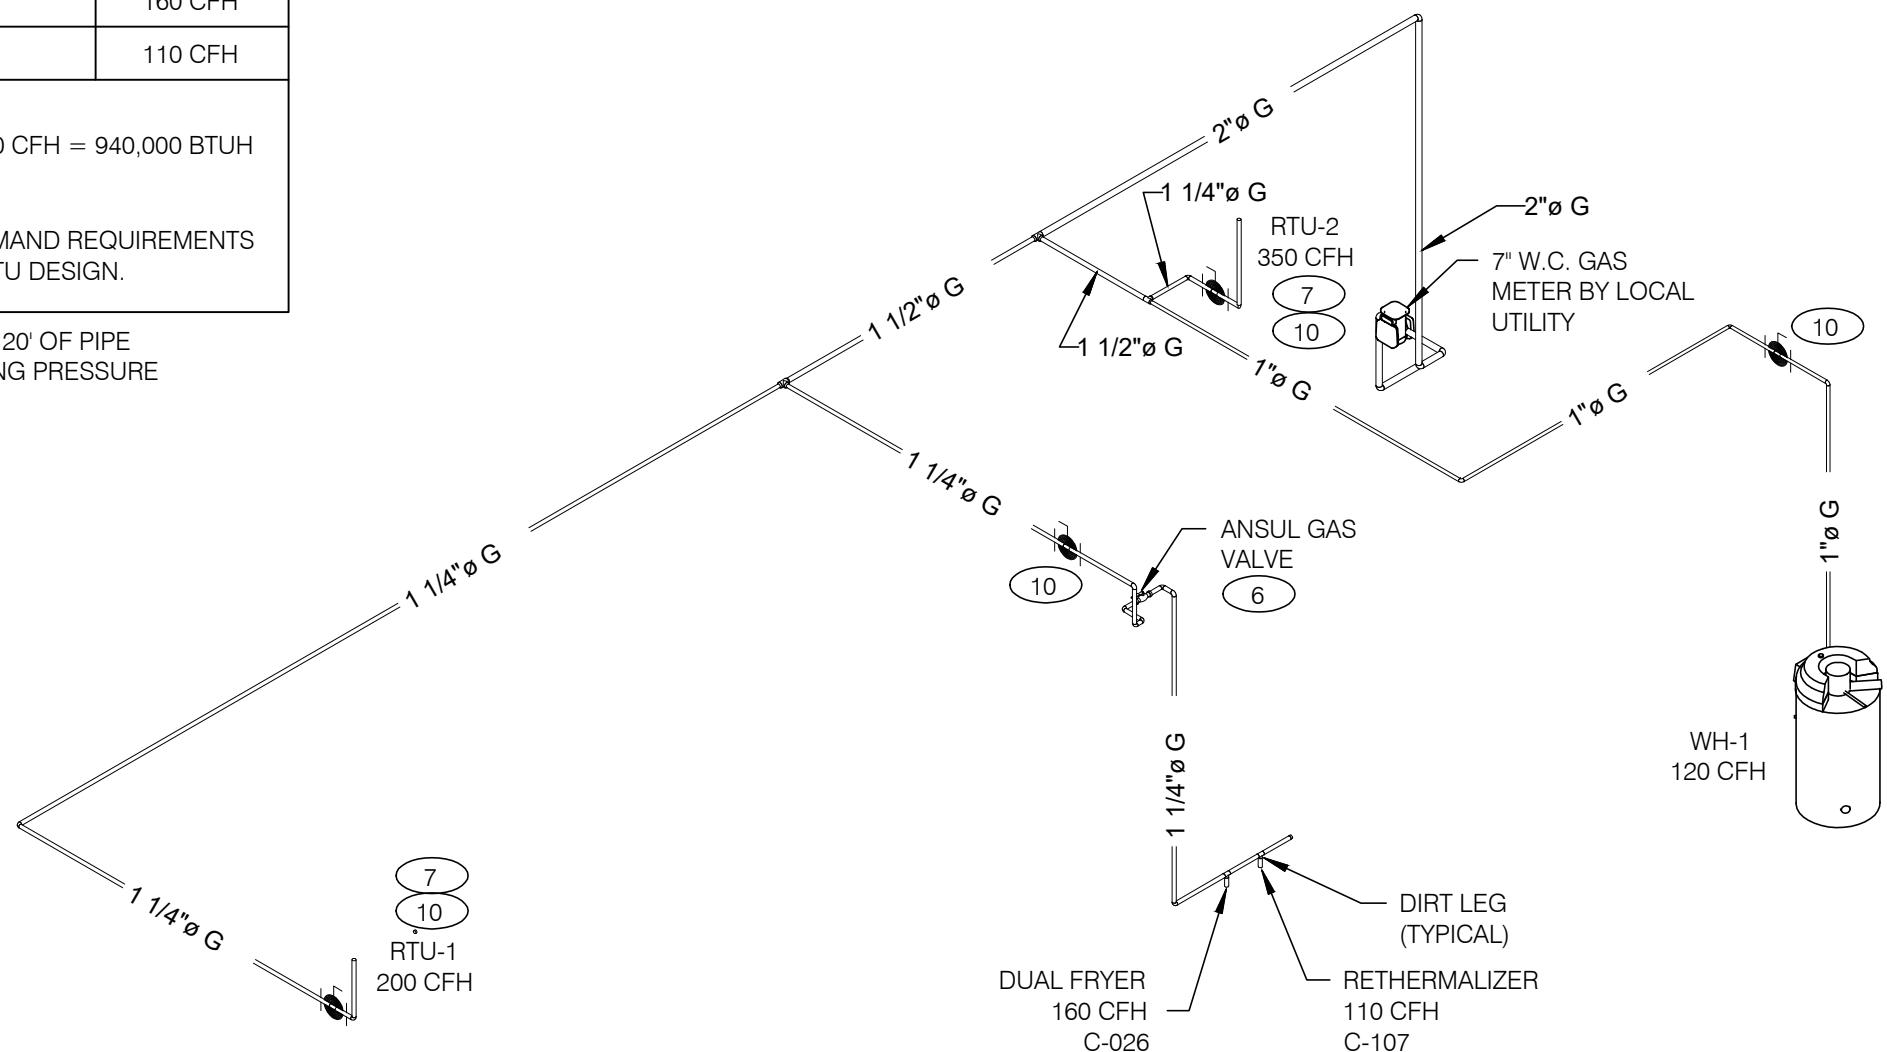 160 CFH
110 CFH
CFH = 940,000 BTUH
REQUIREMENTS
DESIGN.
20' OF PIPE
PRESSURE
2"ø G
1 1/4"ø G
RTU-2
350 CFH
7
10
2"ø G
7" W.C. GAS
METER BY LOCAL
UTILITY
10
1 1/2"ø G
1 1/2"ø G
1"ø G
1"ø G
1 1/4"ø G
1"ø G
ANSUL GAS
VALVE
6
10
1 1/4"ø G
1 1/4"ø G
WH-1
120 CFH
7
10
RTU-1
200 CFH
1 1/4"ø G
DIRT LEG
(TYPICAL)
DUAL FRYER
160 CFH
C-026
RETHERMALIZER
110 CFH
C-107